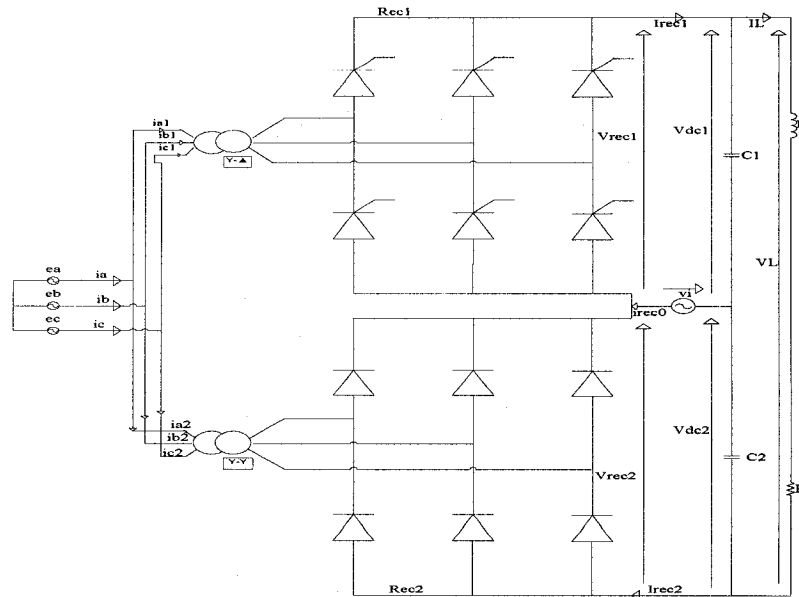 Rec1
Irec1
IL
ia1
ib1
ic1
Y-▲
Vrec1
Vdc1
C1
VL
ea
ia
eb
ib
ec
ic
vi
irec0
ia2
ib2
ic2
Y-Y
Vrec2
Vdc2
C2
Rec2
Irec2